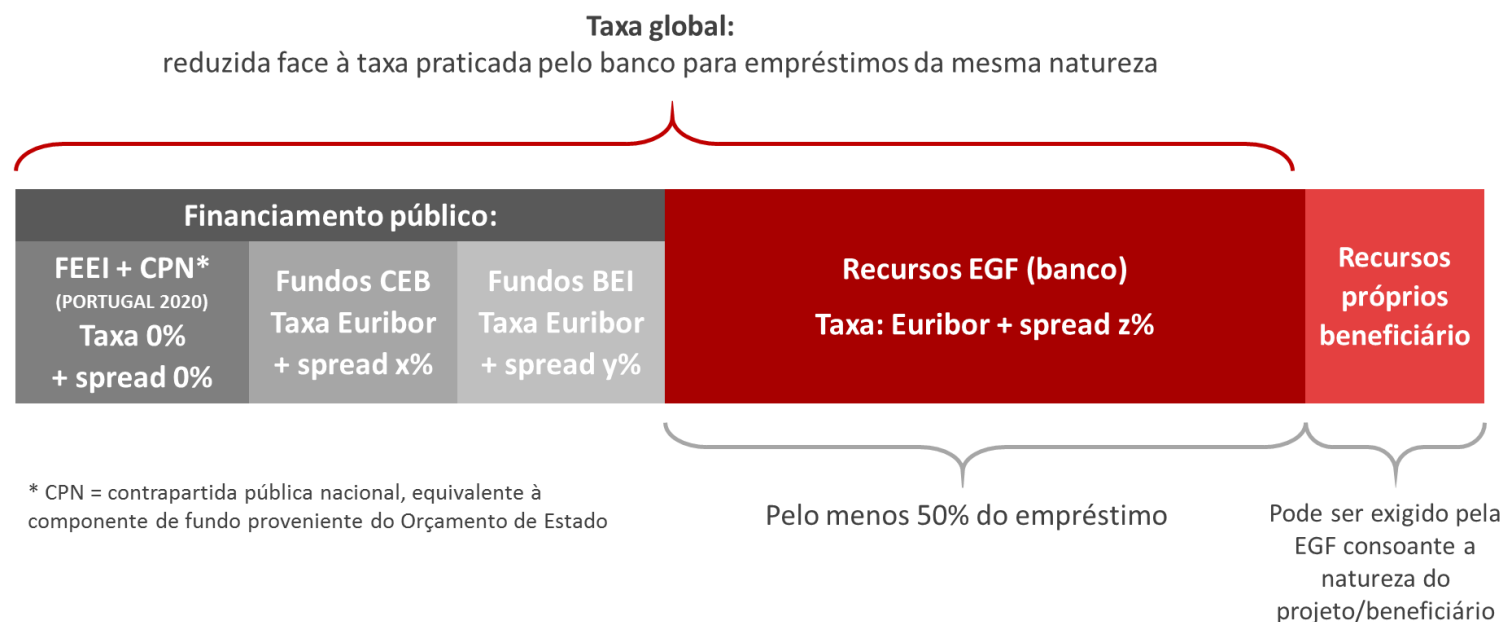 Taxa global:
reduzida face à taxa praticada pelo banco para empréstimos da mesma natureza
Financiamento público:
FEEI + CPN*
(PORTUGAL 2020)
Taxa 0%
+ spread 0%
Fundos CEB
Taxa Euribor
+ spread x%
Fundos BEI
Taxa Euribor
+ spread y%
Recursos EGF (banco)
Taxa: Euribor + spread z%
Recursos
próprios
beneficiário
* CPN = contrapartida pública nacional, equivalente à
componente de fundo proveniente do Orçamento de Estado
Pelo menos 50% do empréstimo
Pode ser exigido pela
EGF consoante a
natureza do
projeto/beneficiário